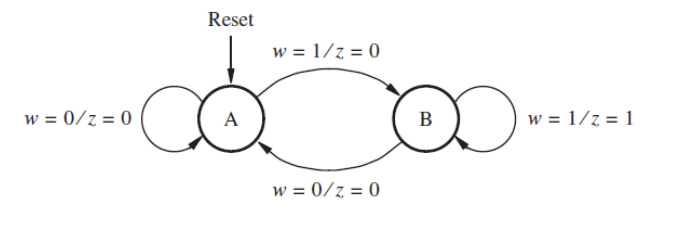 Reset
w = 1/z = 0
w = 0/z = 0
A
B
w = 1/z = 1
w = 0/z = 0